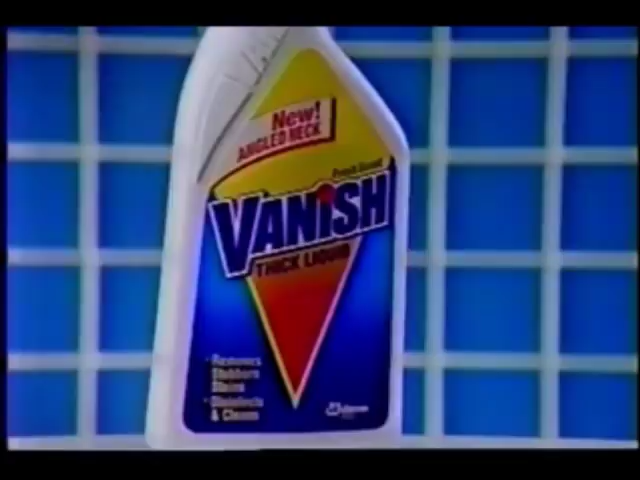 New!
ANGLED NECK
Fresh Scent
VANiSH
THICK LIQUID
• Removes
Stubborn
Stains
• Disinfects
& Cleans